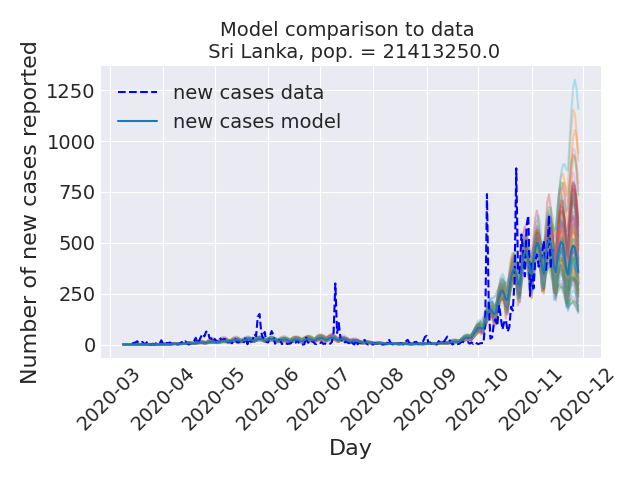 Model comparison to data
Sri Lanka, pop. = 21413250.0
Number of new cases reported
1250
1000
750
500
250
0
new cases data
new cases model
2020-03
2020-04
2020-05
2020-06
2020-07
2020-08
2020-09
2020-10
2020-11
2020-12
Day